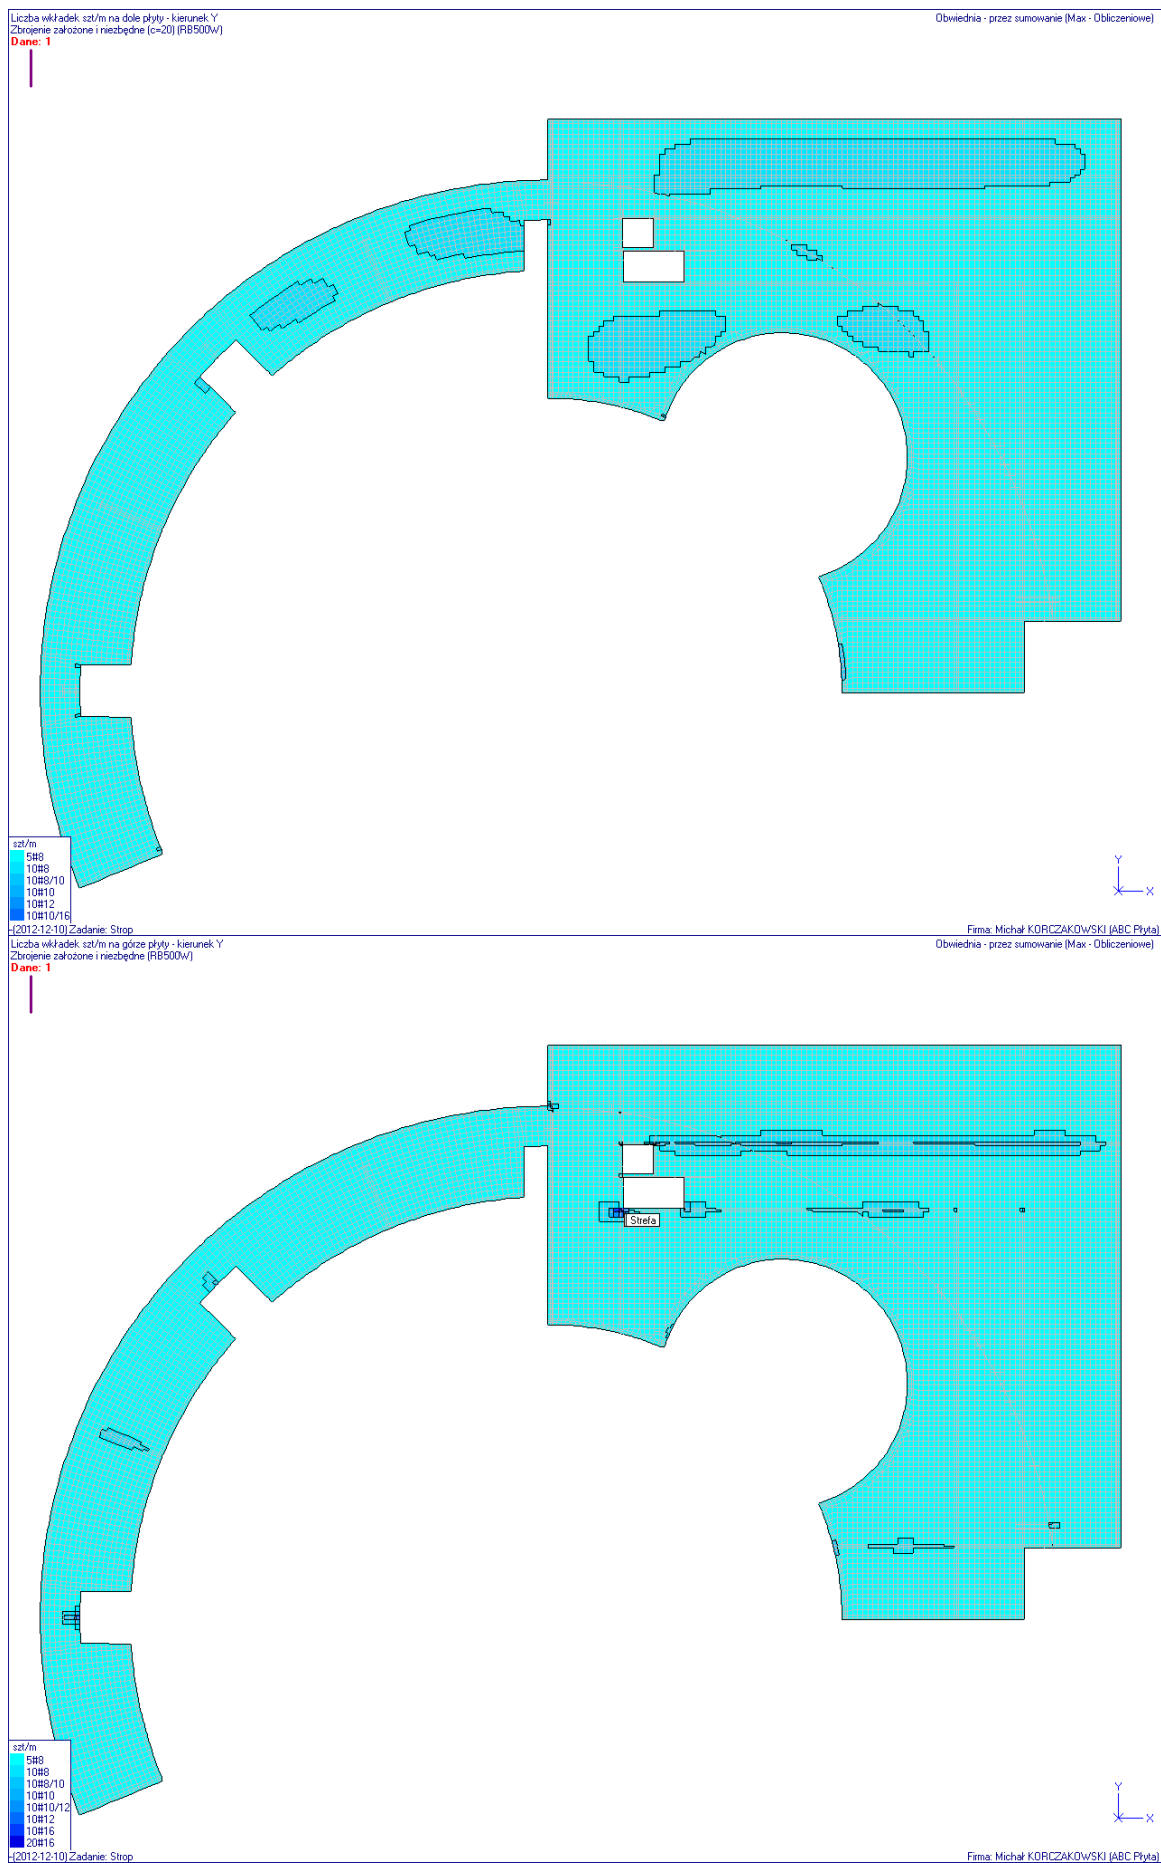 Liczba wkładek szt/m na dole płyty - kierunek Y
Obwiednia - przez sumowanie (Max - Obliczeniowe)
Zbrojenie założone i niezbędne (c=20) (RB500W)
Dane: 1
szt/m
5#8
10#8
10#8/10
10#10
10#12
10#10/16
Y
X
-(2012-12-10) Zadanie: Strop
Firma: Michał KORCZAKOWSKI (ABC Płyta)
Liczba wkładek szt/m na górze płyty - kierunek Y
Obwiednia - przez sumowanie (Max - Obliczeniowe)
Zbrojenie założone i niezbędne (RB500W)
Dane: 1
Strefa
szt/m
5#8
10#8
10#8/10
10#10
10#10/12
10#12
10#16
20#16
Y
X
-(2012-12-10) Zadanie: Strop
Firma: Michał KORCZAKOWSKI (ABC Płyta)